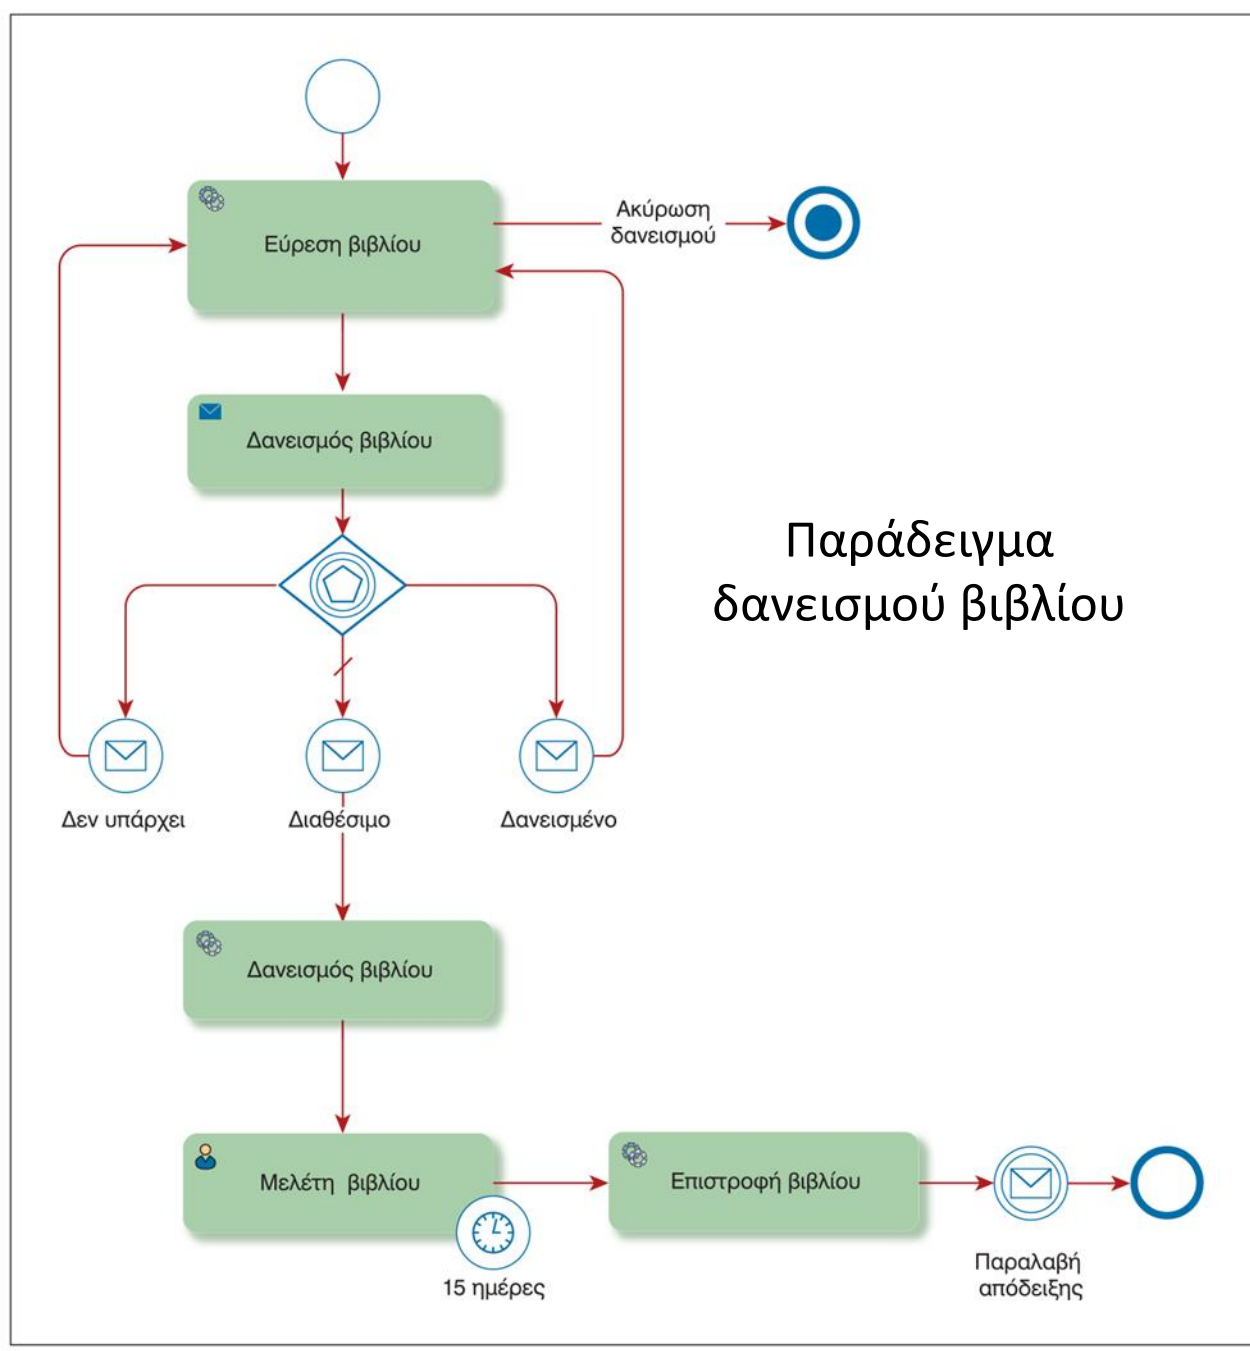 Εύρεση βιβλίου
Ακύρωση
δανεισμού
Δανεισμός βιβλίου
Παράδειγμα
δανεισμού βιβλίου
Δεν υπάρχει
Διαθέσιμο
Δανεισμένο
Δανεισμός βιβλίου
Μελέτη βιβλίου
Επιστροφή βιβλίου
15 ημέρες
Παραλαβή
απόδειξης